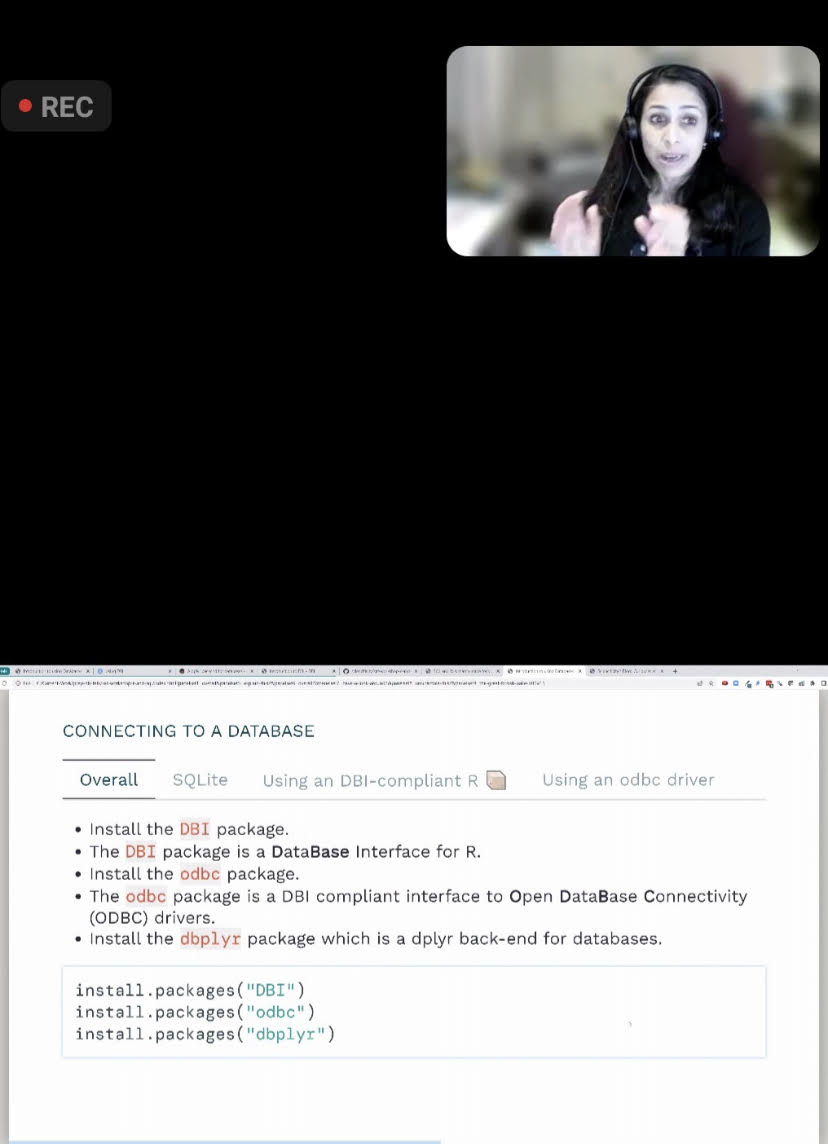 REC
CONNECTING TO A DATABASE
Overall SQLite Using an DBI-compliant R Using an odbc driver
• Install the DBI package.
• The DBI package is a DataBase Interface for R.
• Install the odbc package.
• The odbc package is a DBI compliant interface to Open DataBase Connectivity
(ODBC) drivers.
• Install the dbplyr package which is a dplyr back-end for databases.
install.packages("DBI")
install.packages("odbc")
install.packages("dbplyr")